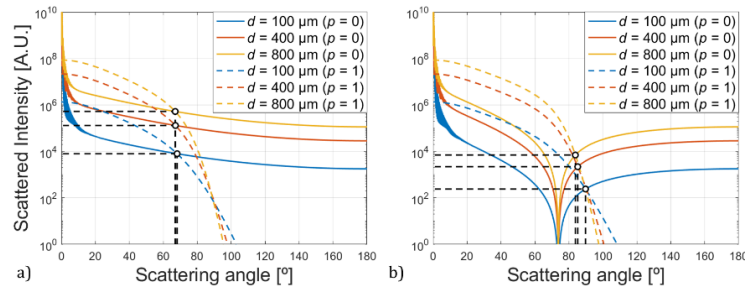 10^10
10^8
10^6
10^4
10^2
10^0
Scattered Intensity [A.U.]
d = 100 μm (p = 0)
d = 400 μm (p = 0)
d = 800 μm (p = 0)
d = 100 μm (p = 1)
d = 400 μm (p = 1)
d = 800 μm (p = 1)
0 20 40 60 80 100 120 140 160 180
a) Scattering angle [º]
10^10
10^8
10^6
10^4
10^2
10^0
d = 100 μm (p = 0)
d = 400 μm (p = 0)
d = 800 μm (p = 0)
d = 100 μm (p = 1)
d = 400 μm (p = 1)
d = 800 μm (p = 1)
0 20 40 60 80 100 120 140 160 180
b) Scattering angle [º]